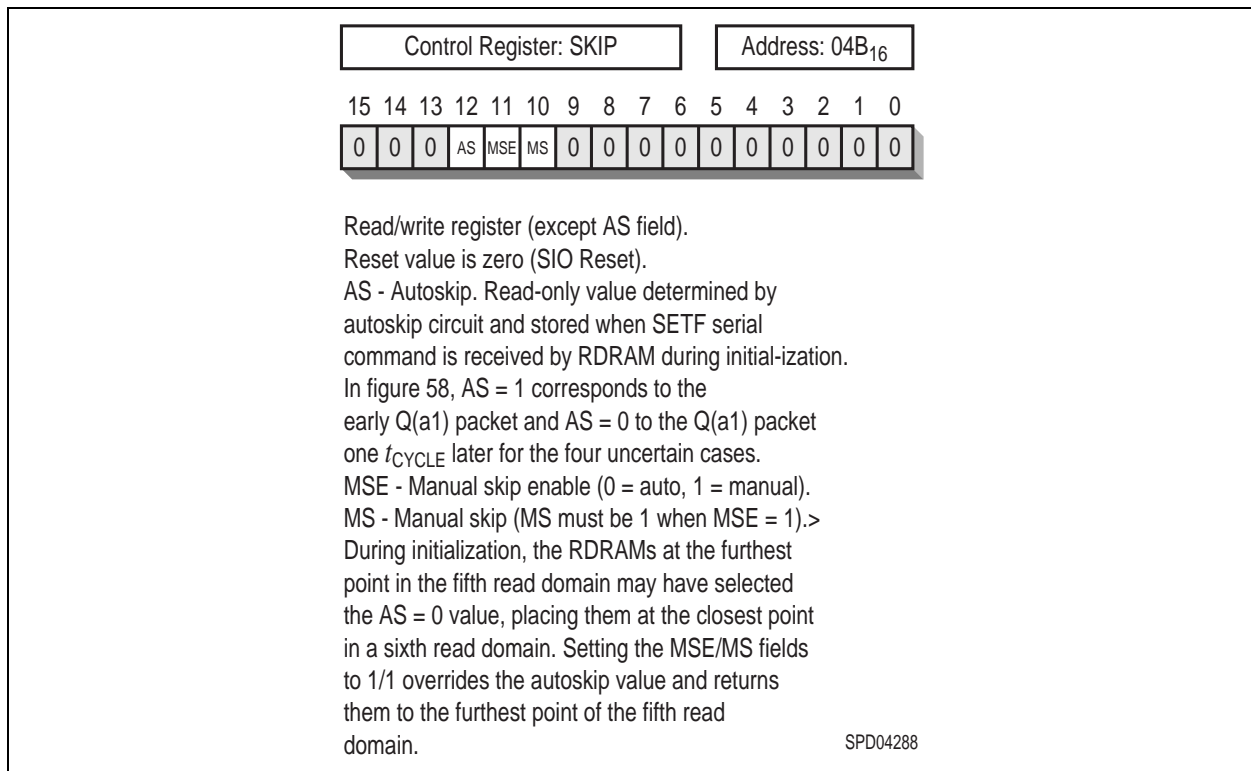 Control Register: SKIP Address: 04B16
15 14 13 12 11 10 9 8 7 6 5 4 3 2 1 0
0 0 0 AS MSE MS 0 0 0 0 0 0 0 0 0 0
Read/write register (except AS field).
Reset value is zero (SIO Reset).
AS - Autoskip. Read-only value determined by
autoskip circuit and stored when SETF serial
command is received by RDRAM during initial-ization.
In figure 58, AS = 1 corresponds to the
early Q(a1) packet and AS = 0 to the Q(a1) packet
one tCYCLE later for the four uncertain cases.
MSE - Manual skip enable (0 = auto, 1 = manual).
MS - Manual skip (MS must be 1 when MSE = 1).>
During initialization, the RDRAMs at the furthest
point in the fifth read domain may have selected
the AS = 0 value, placing them at the closest point
in a sixth read domain. Setting the MSE/MS fields
to 1/1 overrides the autoskip value and returns
them to the furthest point of the fifth read
domain.
SPD04288